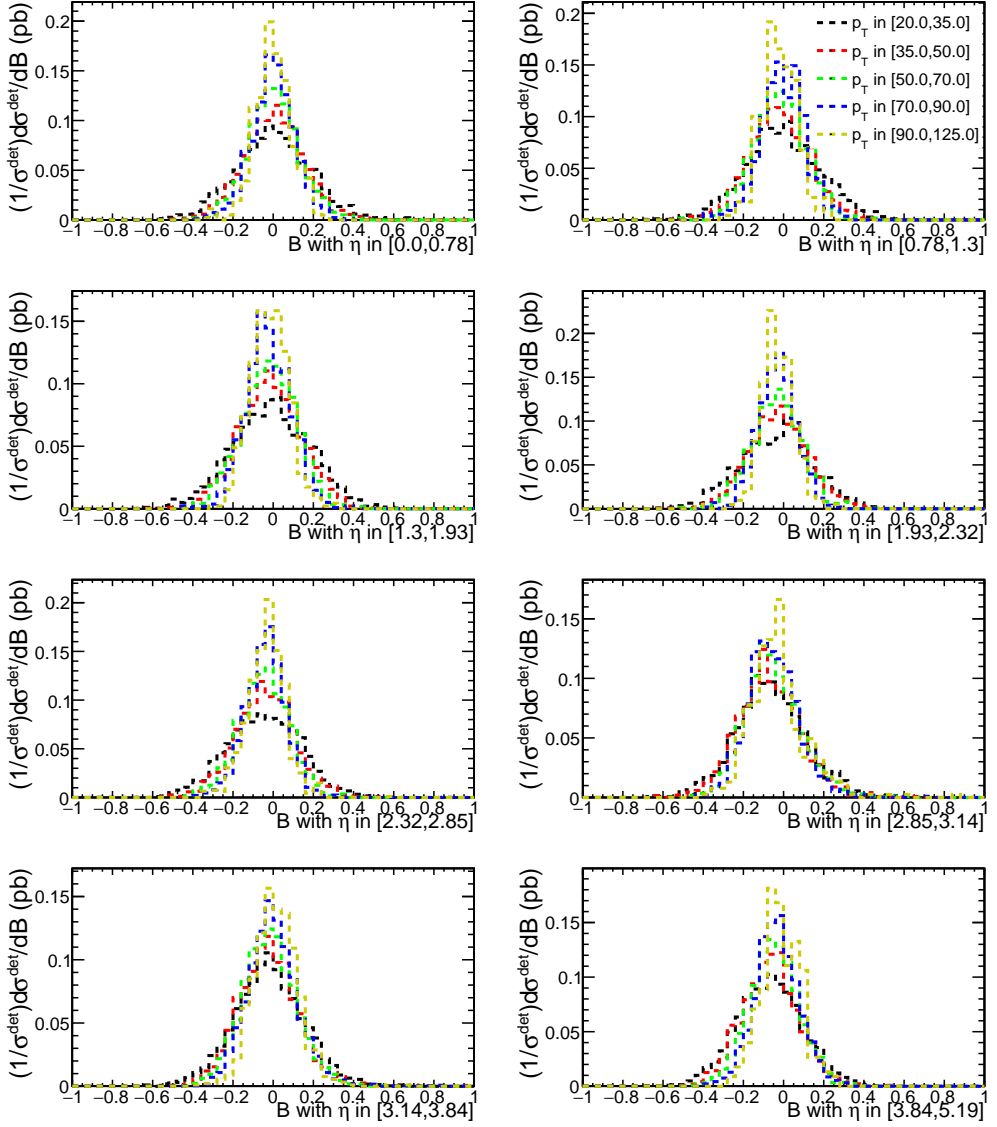 (1/σ^det)dσ^det/dB (pb)
0.2
0.15
0.1
0.05
0
−1 −0.8 −0.6 −0.4 −0.2 0 0.2 0.4 0.6 0.8 1
B with η in [0.0,0.78]
(1/σ^det)dσ^det/dB (pb)
0.2
0.15
0.1
0.05
0
p_T in [20.0,35.0]
p_T in [35.0,50.0]
p_T in [50.0,70.0]
p_T in [70.0,90.0]
p_T in [90.0,125.0]
−1 −0.8 −0.6 −0.4 −0.2 0 0.2 0.4 0.6 0.8 1
B with η in [0.78,1.3]
(1/σ^det)dσ^det/dB (pb)
0.15
0.1
0.05
0
−1 −0.8 −0.6 −0.4 −0.2 0 0.2 0.4 0.6 0.8 1
B with η in [1.3,1.93]
(1/σ^det)dσ^det/dB (pb)
0.2
0.15
0.1
0.05
0
−1 −0.8 −0.6 −0.4 −0.2 0 0.2 0.4 0.6 0.8 1
B with η in [1.93,2.32]
(1/σ^det)dσ^det/dB (pb)
0.2
0.15
0.1
0.05
0
−1 −0.8 −0.6 −0.4 −0.2 0 0.2 0.4 0.6 0.8 1
B with η in [2.32,2.85]
(1/σ^det)dσ^det/dB (pb)
0.15
0.1
0.05
0
−1 −0.8 −0.6 −0.4 −0.2 0 0.2 0.4 0.6 0.8 1
B with η in [2.85,3.14]
(1/σ^det)dσ^det/dB (pb)
0.15
0.1
0.05
0
−1 −0.8 −0.6 −0.4 −0.2 0 0.2 0.4 0.6 0.8 1
B with η in [3.14,3.84]
(1/σ^det)dσ^det/dB (pb)
0.15
0.1
0.05
0
−1 −0.8 −0.6 −0.4 −0.2 0 0.2 0.4 0.6 0.8 1
B with η in [3.84,5.19]